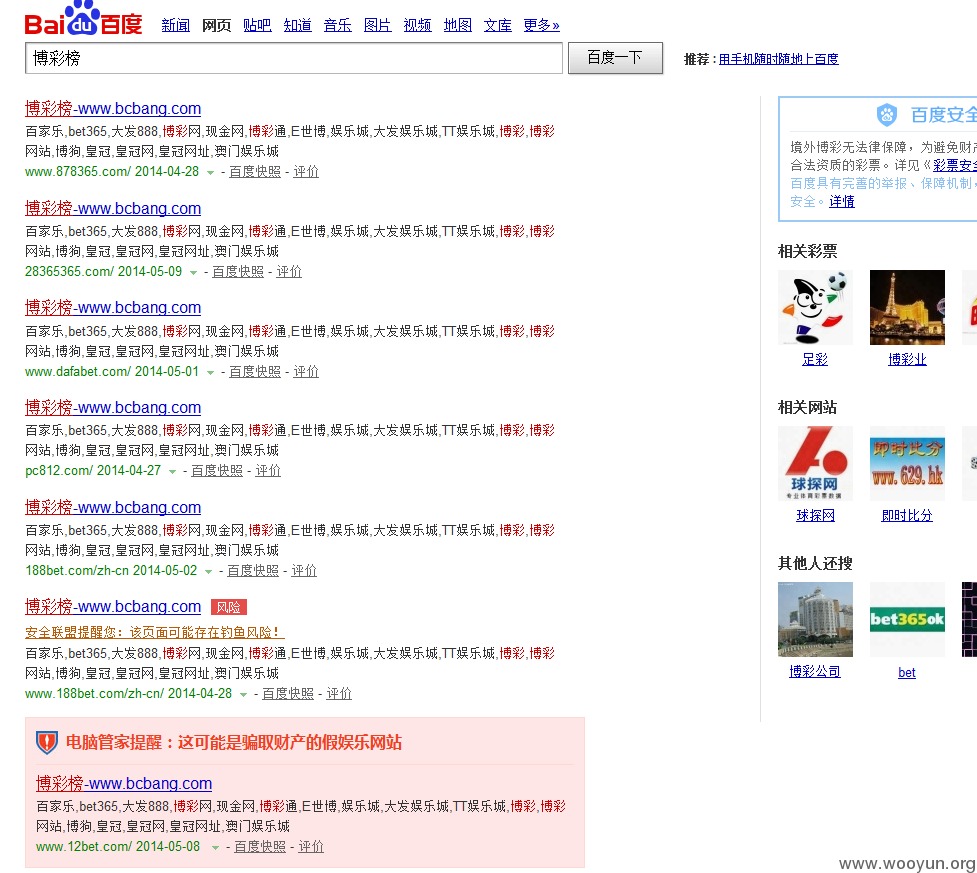 Bai du 百度
新闻 网页 贴吧 知道 音乐 图片 视频 地图 文库 更多»
博彩榜 百度一下 推荐：用手机随时随地上百度
博彩榜-www.bcbang.com
百家乐,bet365,大发888,博彩网,现金网,博彩通,E世博,娱乐城,大发娱乐城,TT娱乐城,博彩,博彩
网站,博狗,皇冠,皇冠网,皇冠网址,澳门娱乐城
www.878365.com/ 2014-04-28 - 百度快照 - 评价
博彩榜-www.bcbang.com
百家乐,bet365,大发888,博彩网,现金网,博彩通,E世博,娱乐城,大发娱乐城,TT娱乐城,博彩,博彩
网站,博狗,皇冠,皇冠网,皇冠网址,澳门娱乐城
28365365.com/ 2014-05-09 - 百度快照 - 评价
博彩榜-www.bcbang.com
百家乐,bet365,大发888,博彩网,现金网,博彩通,E世博,娱乐城,大发娱乐城,TT娱乐城,博彩,博彩
网站,博狗,皇冠,皇冠网,皇冠网址,澳门娱乐城
www.dafabet.com/ 2014-05-01 - 百度快照 - 评价
博彩榜-www.bcbang.com
百家乐,bet365,大发888,博彩网,现金网,博彩通,E世博,娱乐城,大发娱乐城,TT娱乐城,博彩,博彩
网站,博狗,皇冠,皇冠网,皇冠网址,澳门娱乐城
pc812.com/ 2014-04-27 - 百度快照 - 评价
博彩榜-www.bcbang.com
百家乐,bet365,大发888,博彩网,现金网,博彩通,E世博,娱乐城,大发娱乐城,TT娱乐城,博彩,博彩
网站,博狗,皇冠,皇冠网,皇冠网址,澳门娱乐城
188bet.com/zh-cn 2014-05-02 - 百度快照 - 评价
博彩榜-www.bcbang.com 风险
安全联盟提醒您：该页面可能存在钓鱼风险！
百家乐,bet365,大发888,博彩网,现金网,博彩通,E世博,娱乐城,大发娱乐城,TT娱乐城,博彩,博彩
网站,博狗,皇冠,皇冠网,皇冠网址,澳门娱乐城
www.188bet.com/zh-cn/ 2014-04-28 - 百度快照 - 评价
电脑管家提醒：这可能是骗取财产的假娱乐网站
博彩榜-www.bcbang.com
百家乐,bet365,大发888,博彩网,现金网,博彩通,E世博,娱乐城,大发娱乐城,TT娱乐城,博彩,博彩
网站,博狗,皇冠,皇冠网,皇冠网址,澳门娱乐城
www.12bet.com/ 2014-05-08 - 百度快照 - 评价
百度安全
境外博彩无法律保障，为避免财产
合法资质的彩票。详见《彩票安全
百度具有完善的举报、保障机制，
安全。详情
相关彩票
足彩 博彩业
相关网站
球探网
专业体育彩票数据
即时比分
www.629.hk
球探网 即时比分
其他人还搜
bet365ok
博彩公司 bet
www.wooyun.org